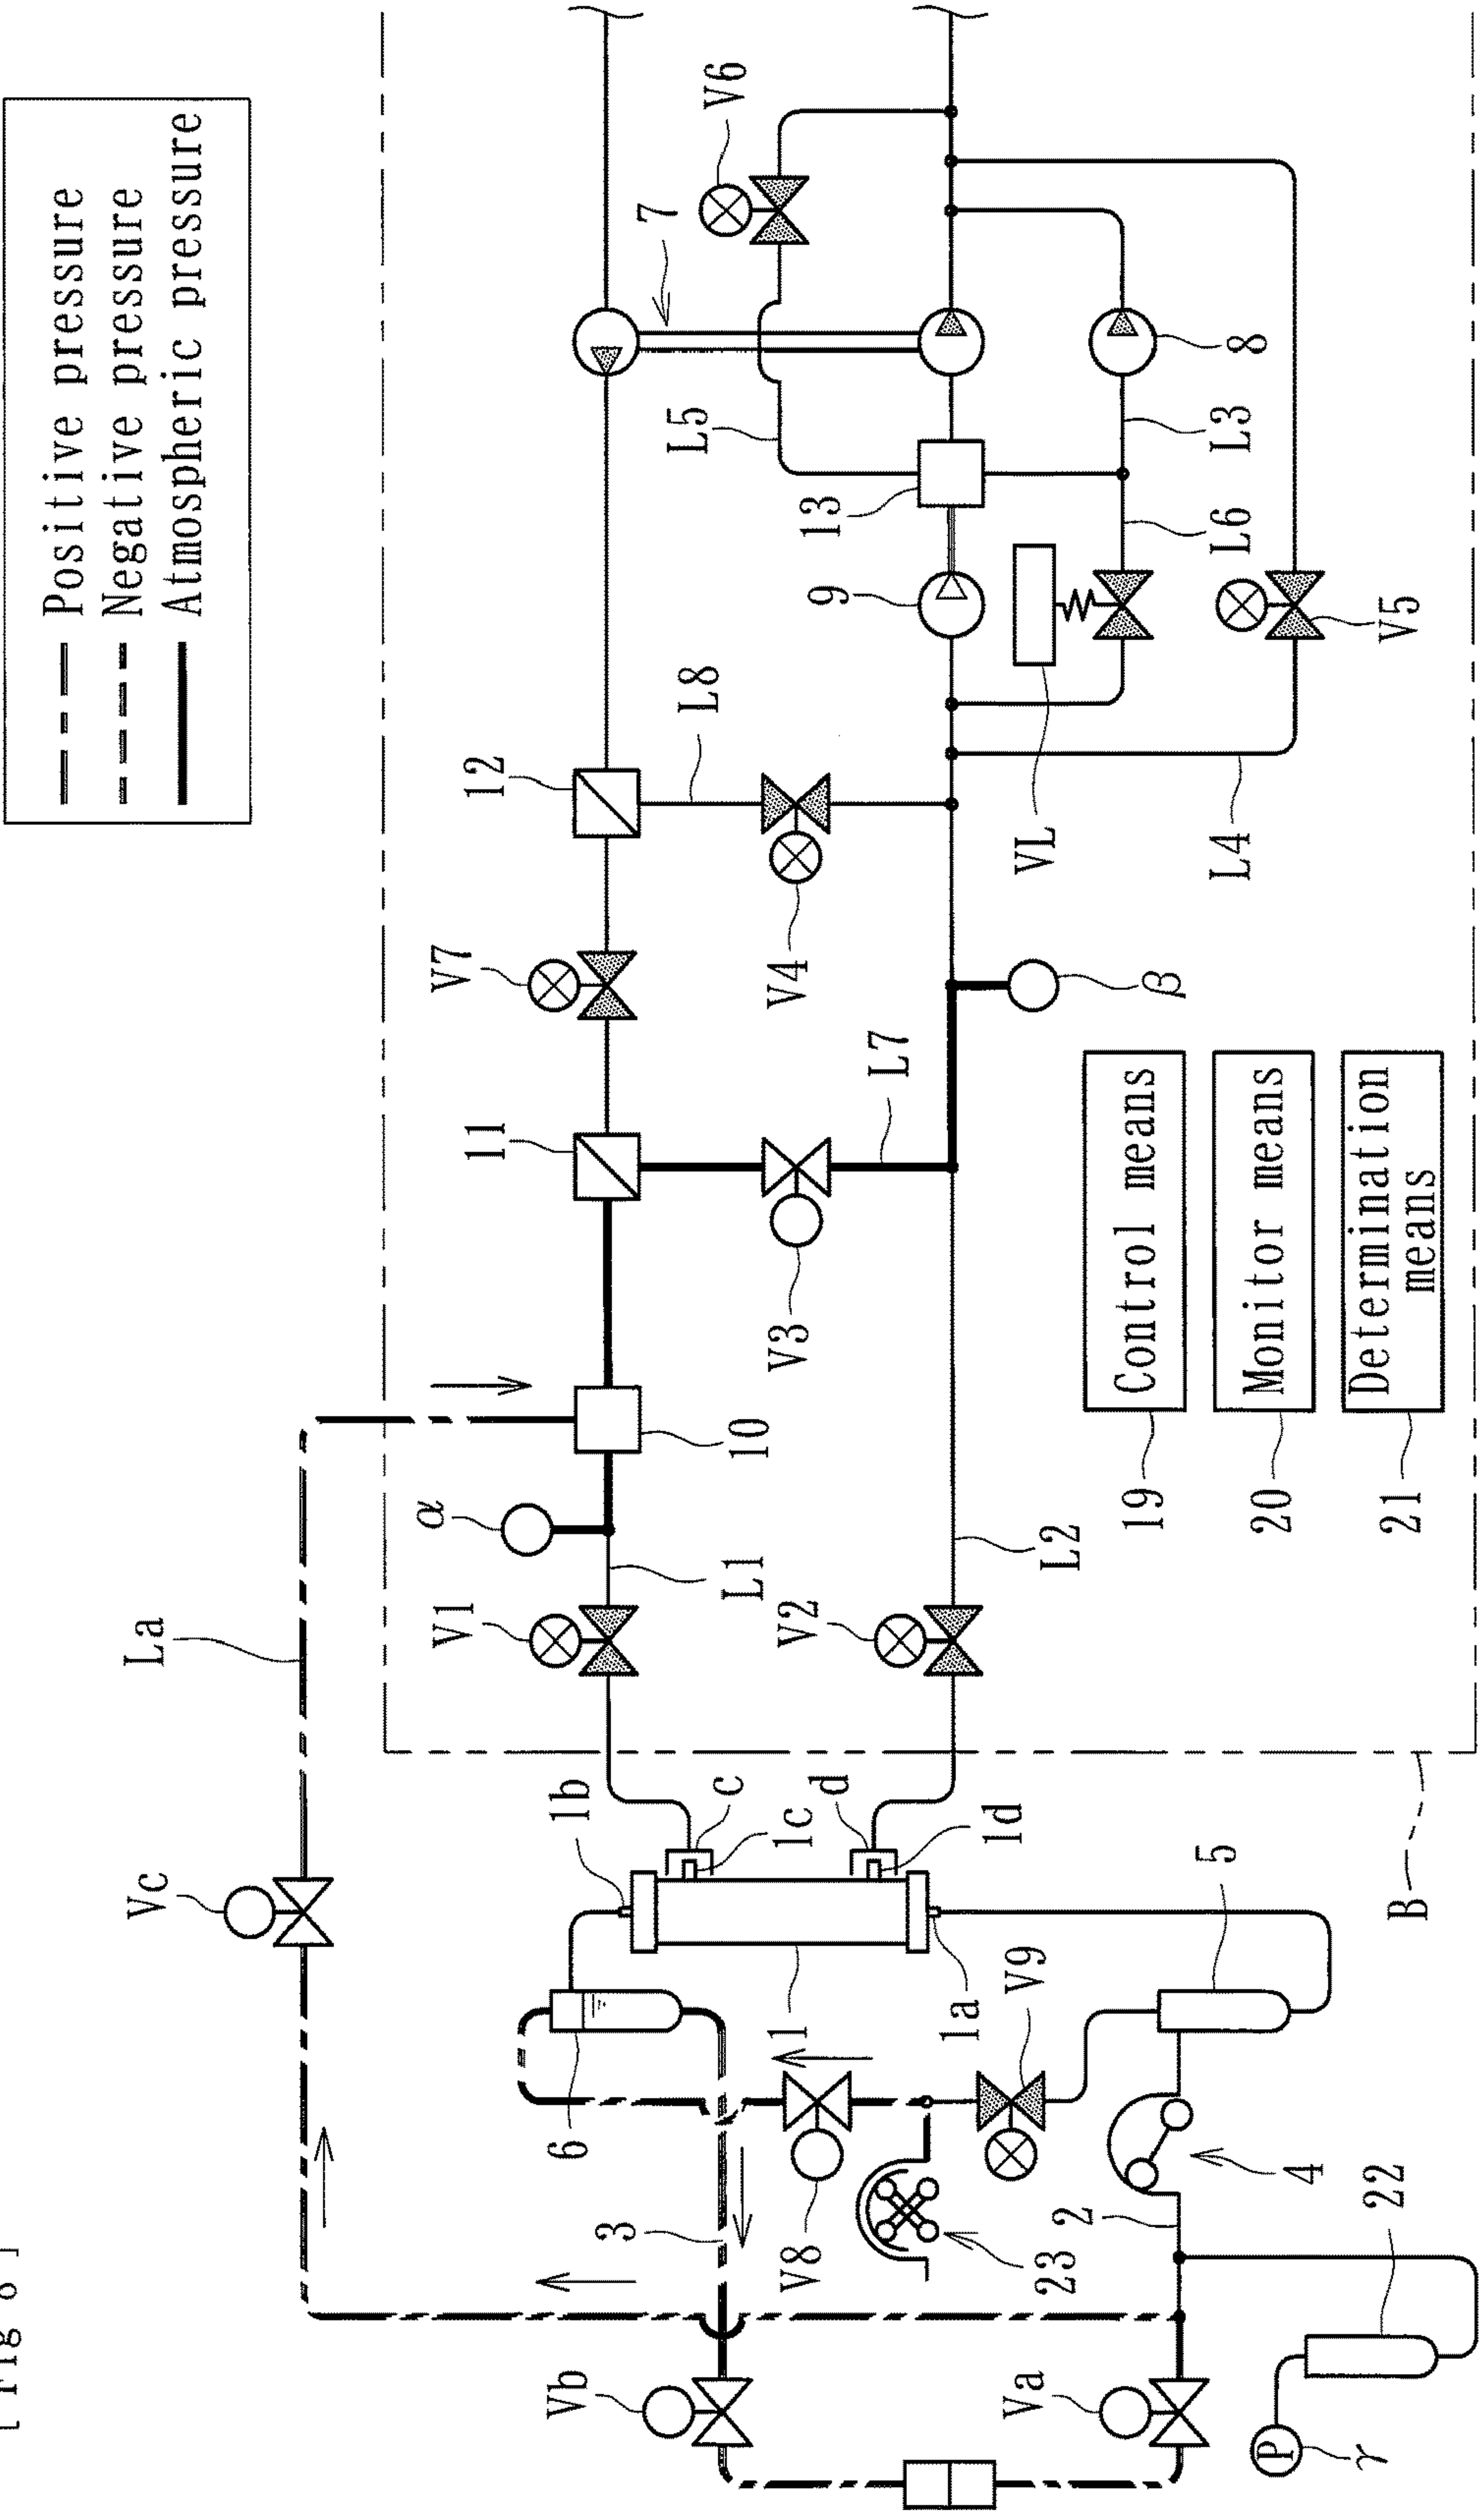 [Fig 8]
Positive pressure
Negative pressure
Atmospheric pressure
La
Vc
V7
12
11
α
V1
L1
10
V6
7
L5
L8
V4
V3
L7
V2
L2
13
9
8
L3
L6
VL
V5
L4
β
Control means
19
Monitor means
20
Determination
means
21
1b
c
1c
d
1d
1
1a
V9
5
B
6
3
V8
23
2
4
22
Vb
Va
P
γ